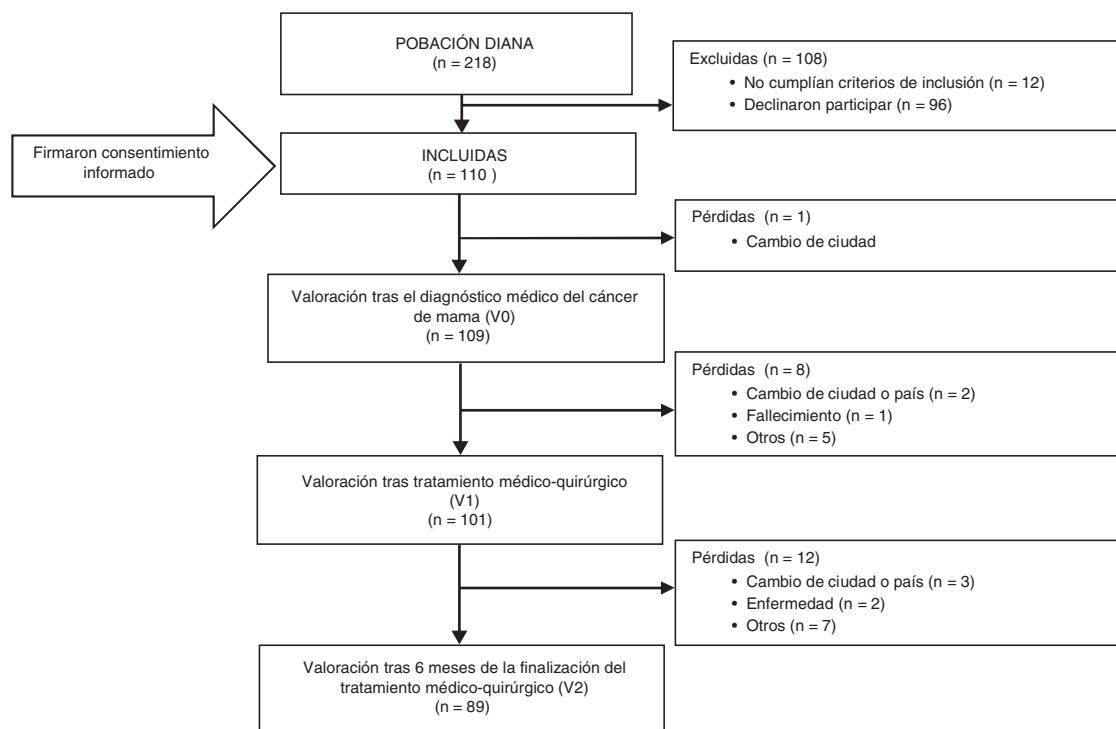 POBACIÓN DIANA
(n = 218)
Excluidas (n = 108)
• No cumplían criterios de inclusión (n = 12)
• Declinaron participar (n = 96)
Firmaron consentimiento
informado
INCLUIDAS
(n = 110 )
Pérdidas (n = 1)
• Cambio de ciudad
Valoración tras el diagnóstico médico del cáncer
de mama (V0)
(n = 109)
Pérdidas (n = 8)
• Cambio de ciudad o país (n = 2)
• Fallecimiento (n = 1)
• Otros (n = 5)
Valoración tras tratamiento médico-quirúrgico
(V1)
(n = 101)
Pérdidas (n = 12)
• Cambio de ciudad o país (n = 3)
• Enfermedad (n = 2)
• Otros (n = 7)
Valoración tras 6 meses de la finalización del
tratamiento médico-quirúrgico (V2)
(n = 89)